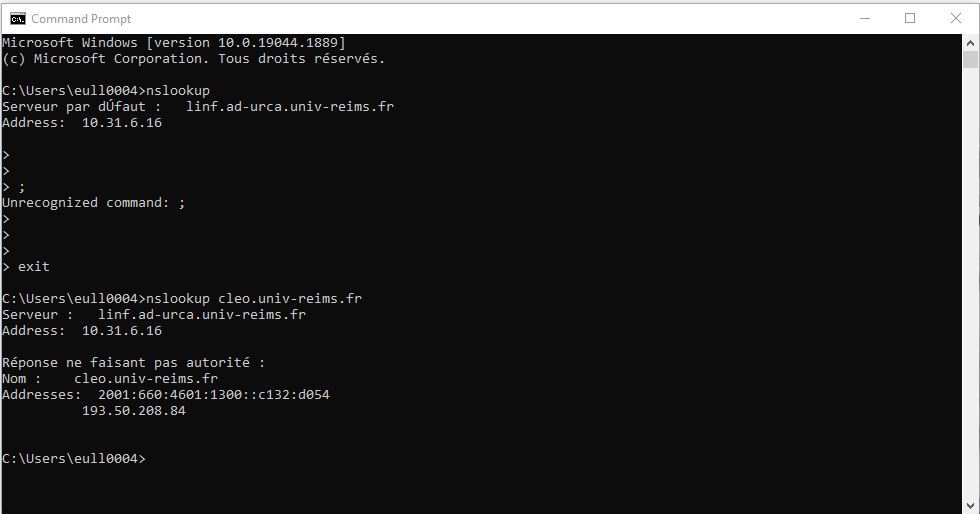 Command Prompt
Microsoft Windows [version 10.0.19044.1889]
(c) Microsoft Corporation. Tous droits réservés.
C:\Users\eull0004>nslookup
Serveur par dÚfaut :   linf.ad-urca.univ-reims.fr
Address:  10.31.6.16
>
>
> ;
Unrecognized command: ;
>
>
>
> exit
C:\Users\eull0004>nslookup cleo.univ-reims.fr
Serveur :   linf.ad-urca.univ-reims.fr
Address:  10.31.6.16
Réponse ne faisant pas autorité :
Nom :    cleo.univ-reims.fr
Addresses:  2001:660:4601:1300::c132:d054
          193.50.208.84
C:\Users\eull0004>